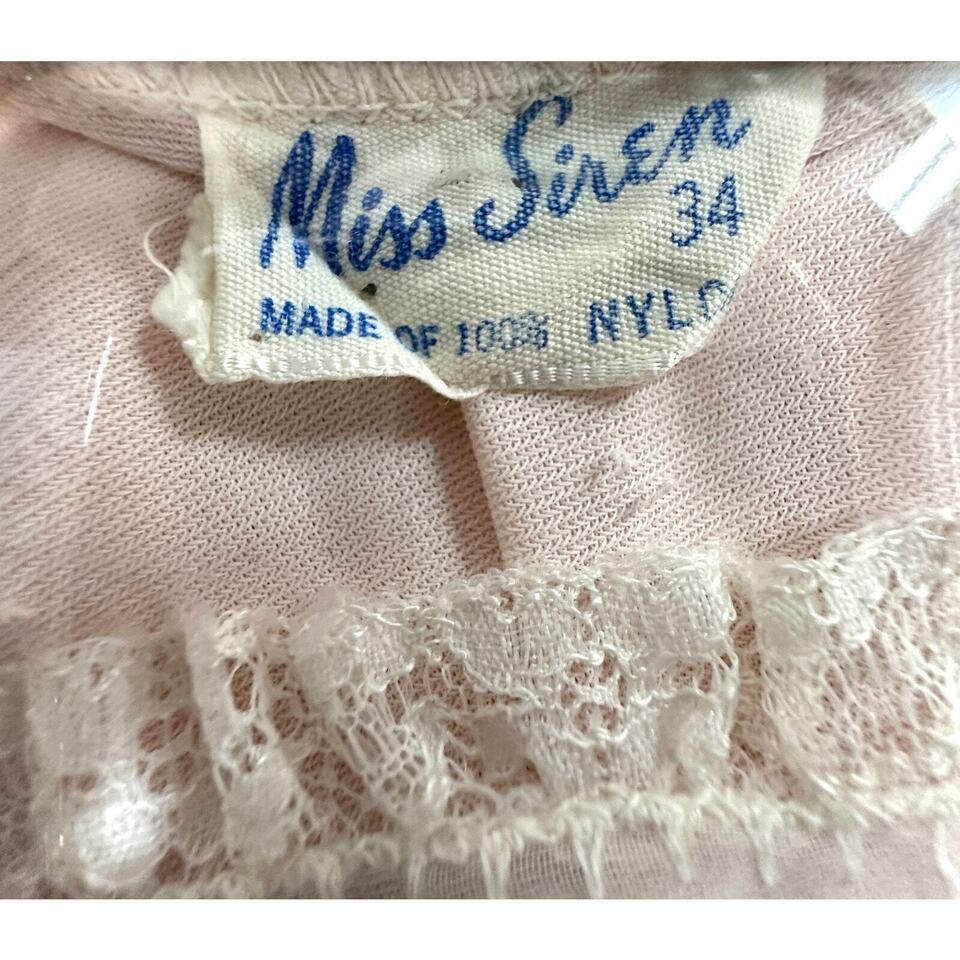 Miss Siren
34
MADE OF 100% NYLO